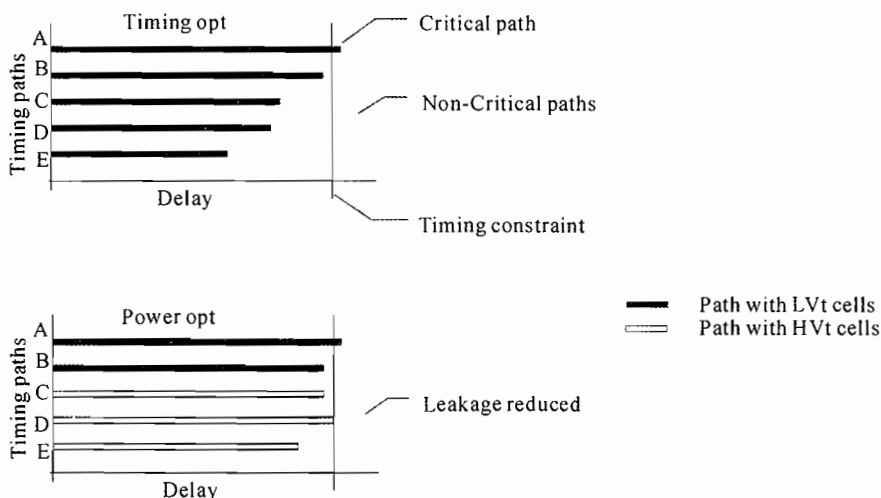 Timing opt
Critical path
A
B
C
D
E
Timing paths
Non-Critical paths
Delay
Timing constraint
Power opt
A
B
C
D
E
Timing paths
Path with LVt cells
Path with HVt cells
Leakage reduced
Delay